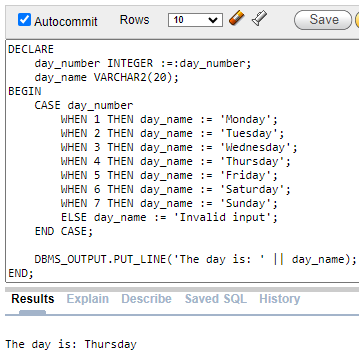 Autocommit Rows 10 Save
DECLARE
    day_number INTEGER :=:day_number;
    day_name VARCHAR2(20);
BEGIN
    CASE day_number
        WHEN 1 THEN day_name := 'Monday';
        WHEN 2 THEN day_name := 'Tuesday';
        WHEN 3 THEN day_name := 'Wednesday';
        WHEN 4 THEN day_name := 'Thursday';
        WHEN 5 THEN day_name := 'Friday';
        WHEN 6 THEN day_name := 'Saturday';
        WHEN 7 THEN day_name := 'Sunday';
        ELSE day_name := 'Invalid input';
    END CASE;
    DBMS_OUTPUT.PUT_LINE('The day is: ' || day_name);
END;
Results Explain Describe Saved SQL History
The day is: Thursday